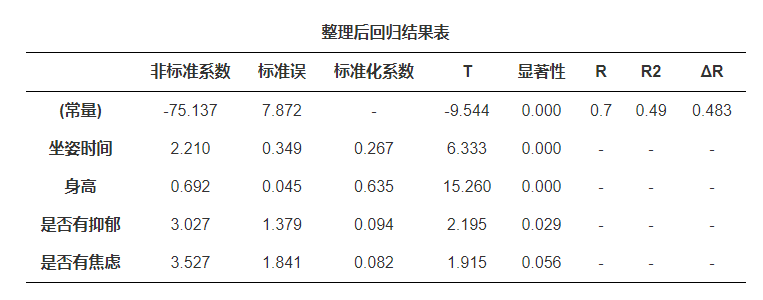 整理后回归结果表
非标准系数 标准误 标准化系数 T 显著性 R R2 ΔR
(常量) -75.137 7.872 - -9.544 0.000 0.7 0.49 0.483
坐姿时间 2.210 0.349 0.267 6.333 0.000 - - -
身高 0.692 0.045 0.635 15.260 0.000 - - -
是否有抑郁 3.027 1.379 0.094 2.195 0.029 - - -
是否有焦虑 3.527 1.841 0.082 1.915 0.056 - - -